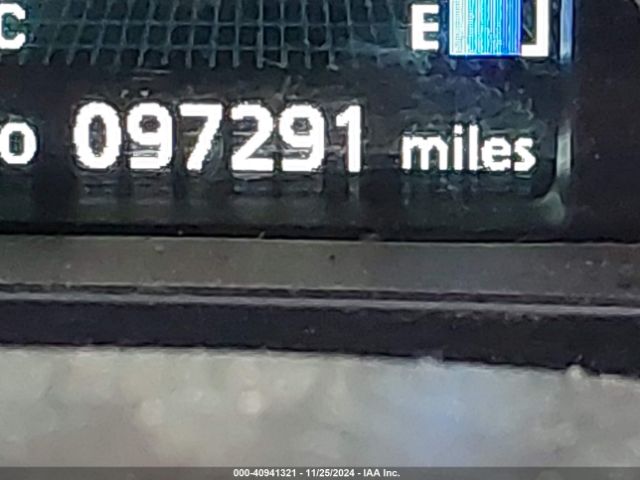 C E
o 097291 miles
000-40941321 - 11/25/2024 - IAA Inc.